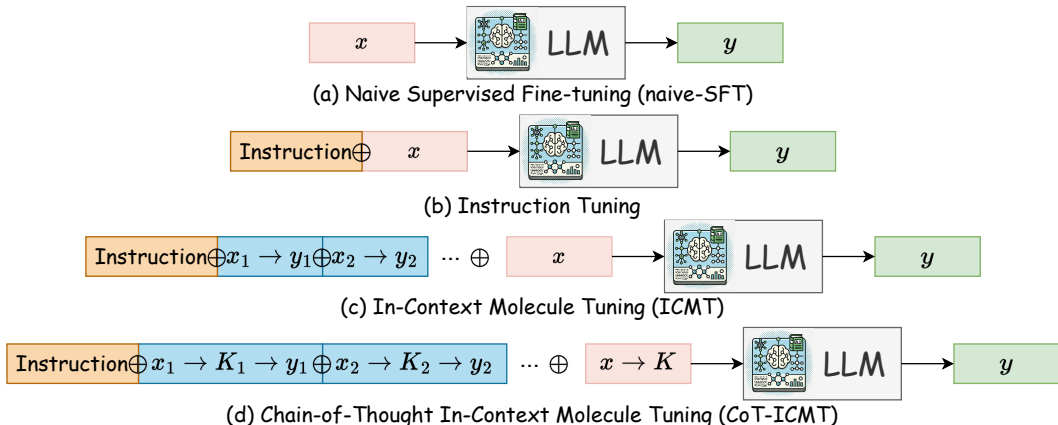 x LLM y
(a) Naive Supervised Fine-tuning (naive-SFT)
Instruction ⊕ x LLM y
(b) Instruction Tuning
Instruction ⊕ x₁ → y₁ ⊕ x₂ → y₂ ... ⊕ x LLM y
(c) In-Context Molecule Tuning (ICMT)
Instruction ⊕ x₁ → K₁ → y₁ ⊕ x₂ → K₂ → y₂ ... ⊕ x → K LLM y
(d) Chain-of-Thought In-Context Molecule Tuning (CoT-ICMT)